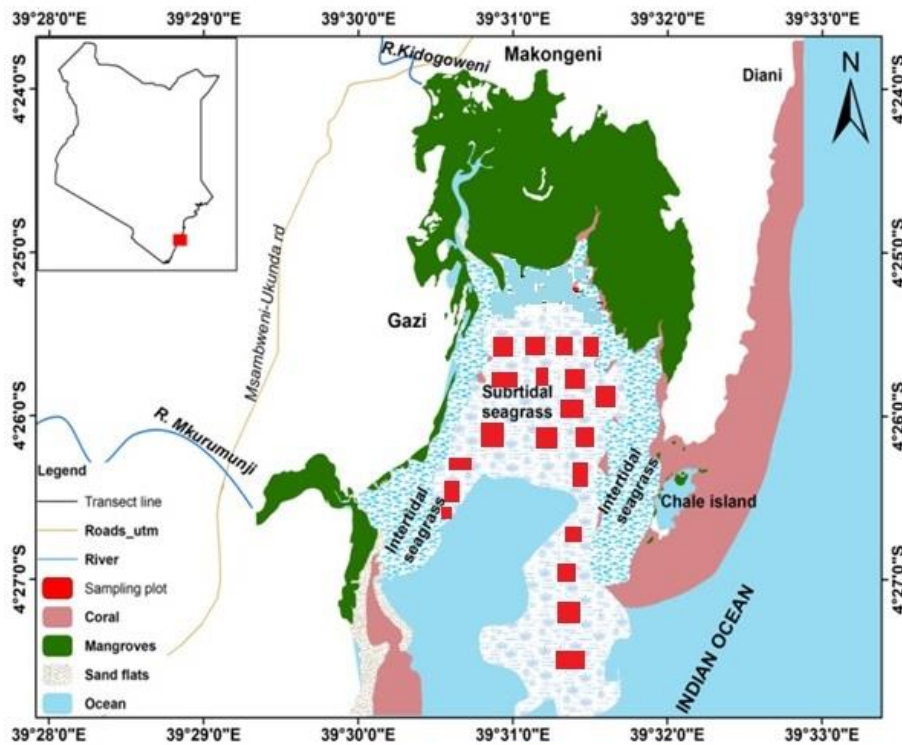 39°28'0"E 39°29'0"E 39°30'0"E 39°31'0"E 39°32'0"E 39°33'0"E
R.Kidogoweni
Makongeni
Diani
N
4°24'0"S
4°24'0"S
4°25'0"S
4°25'0"S
Msambweni-Ukunda rd
Gazi
Subrtidal
seagrass
4°26'0"S
4°26'0"S
R. Mkurumunji
Intertidal
seagrass
Intertidal
seagrass
Chale island
4°27'0"S
4°27'0"S
INDIAN OCEAN
Legend
Transect line
Roads_utm
River
Sampling plot
Coral
Mangroves
Sand flats
Ocean
39°28'0"E 39°29'0"E 39°30'0"E 39°31'0"E 39°32'0"E 39°33'0"E